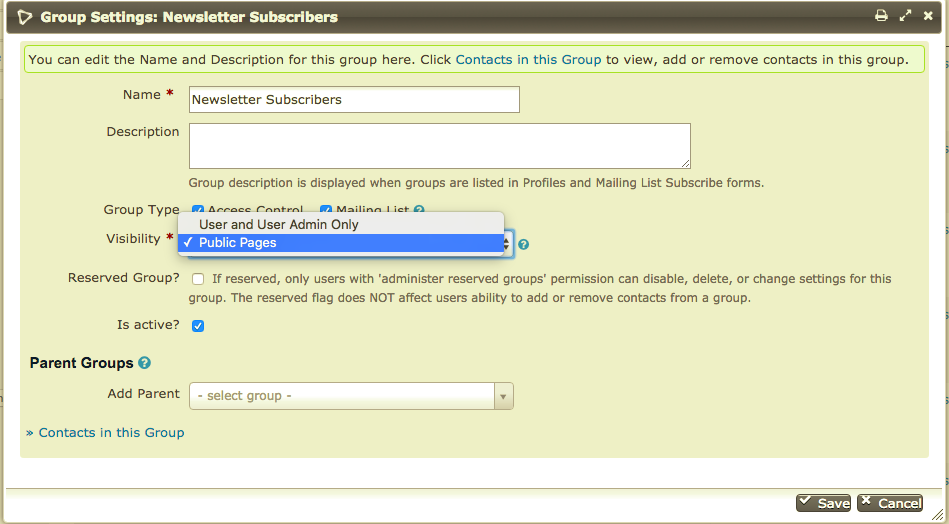 Group Settings: Newsletter Subscribers
You can edit the Name and Description for this group here. Click Contacts in this Group to view, add or remove contacts in this group.
Name *
Newsletter Subscribers
Description
Group description is displayed when groups are listed in Profiles and Mailing List Subscribe forms.
Group Type Access Control Mailing List ?
User and User Admin Only
Visibility * ✓ Public Pages ?
Reserved Group? If reserved, only users with 'administer reserved groups' permission can disable, delete, or change settings for this
group. The reserved flag does NOT affect users ability to add or remove contacts from a group.
Is active?
Parent Groups ?
Add Parent - select group -
» Contacts in this Group
Save Cancel